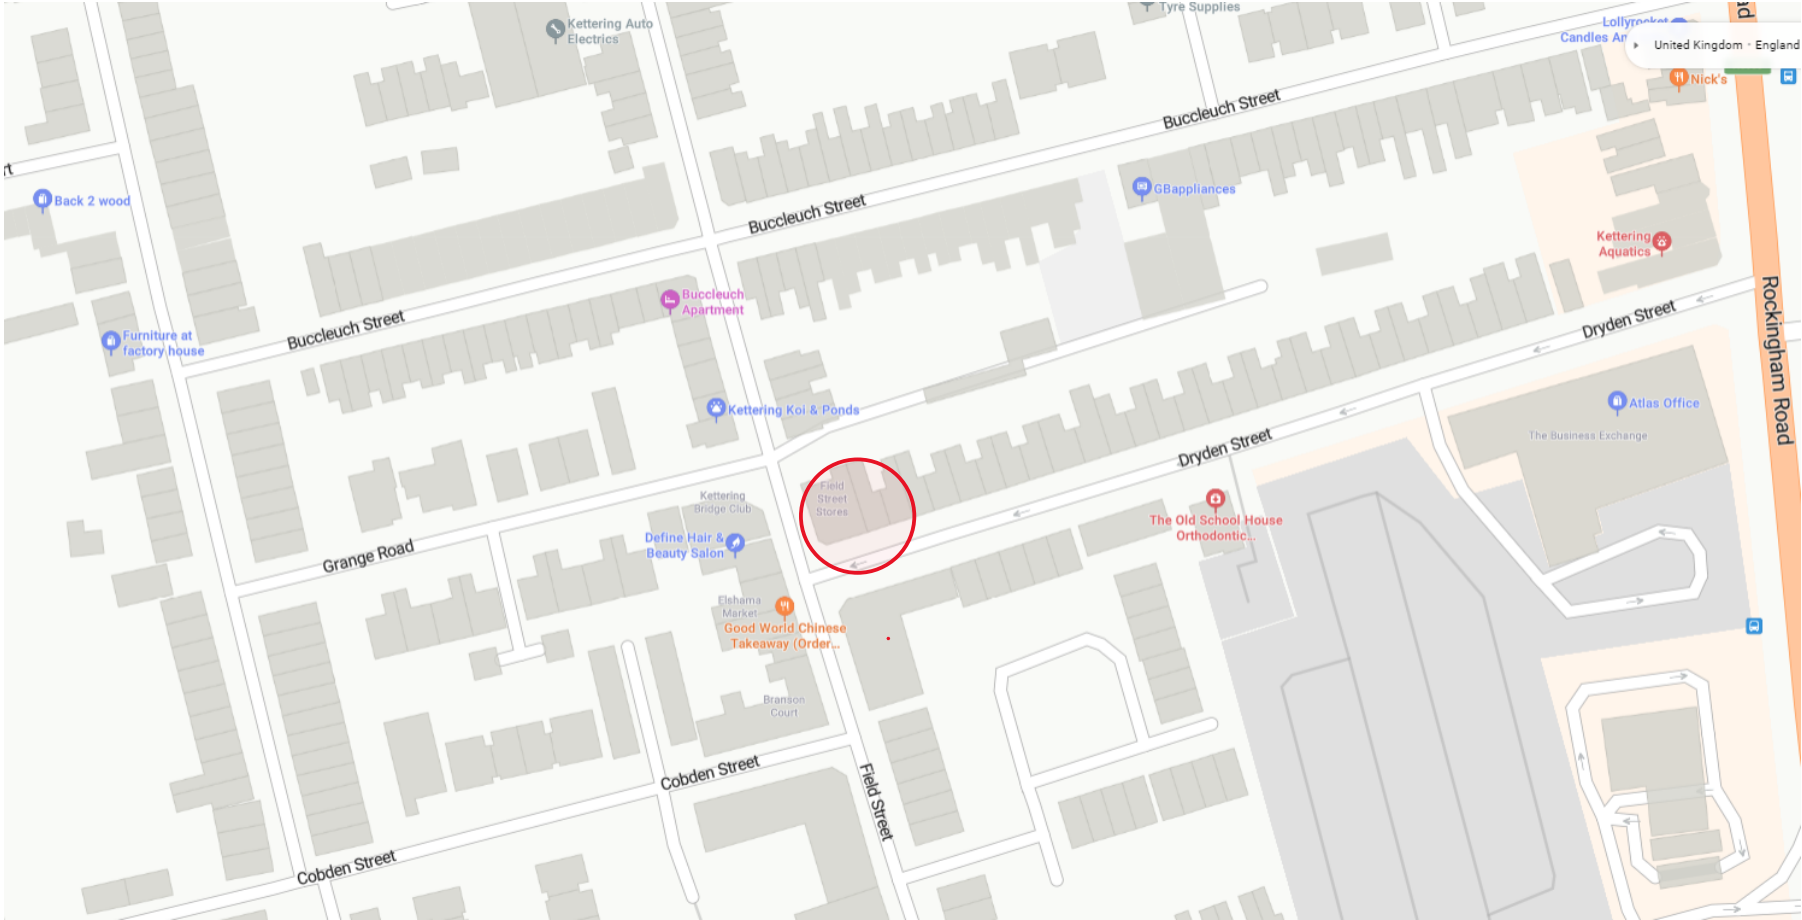 Kettering Auto
Electrics
Tyre Supplies
Lollyrocket
Candles An
United Kingdom · England
Nick's
Buccleuch Street
Back 2 wood
GBappliances
Buccleuch Street
Kettering
Aquatics
Buccleuch
Apartment
Buccleuch Street
Furniture at
factory house
Dryden Street
Rockingham Road
Kettering Koi & Ponds
Atlas Office
The Business Exchange
Dryden Street
Field
Street
Stores
Kettering
Bridge Club
The Old School House
Orthodontic...
Define Hair &
Beauty Salon
Grange Road
Elshama
Market
Good World Chinese
Takeaway (Order...
Branson
Court
Cobden Street
Field Street
Cobden Street